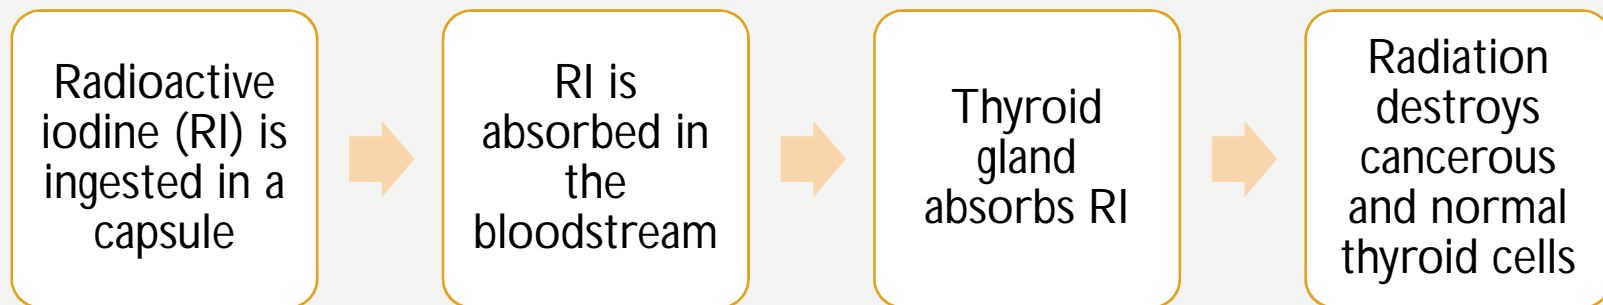 Radioactive
iodine (RI) is
ingested in a
capsule
RI is
absorbed in
the
bloodstream
Thyroid
gland
absorbs RI
Radiation
destroys
cancerous
and normal
thyroid cells